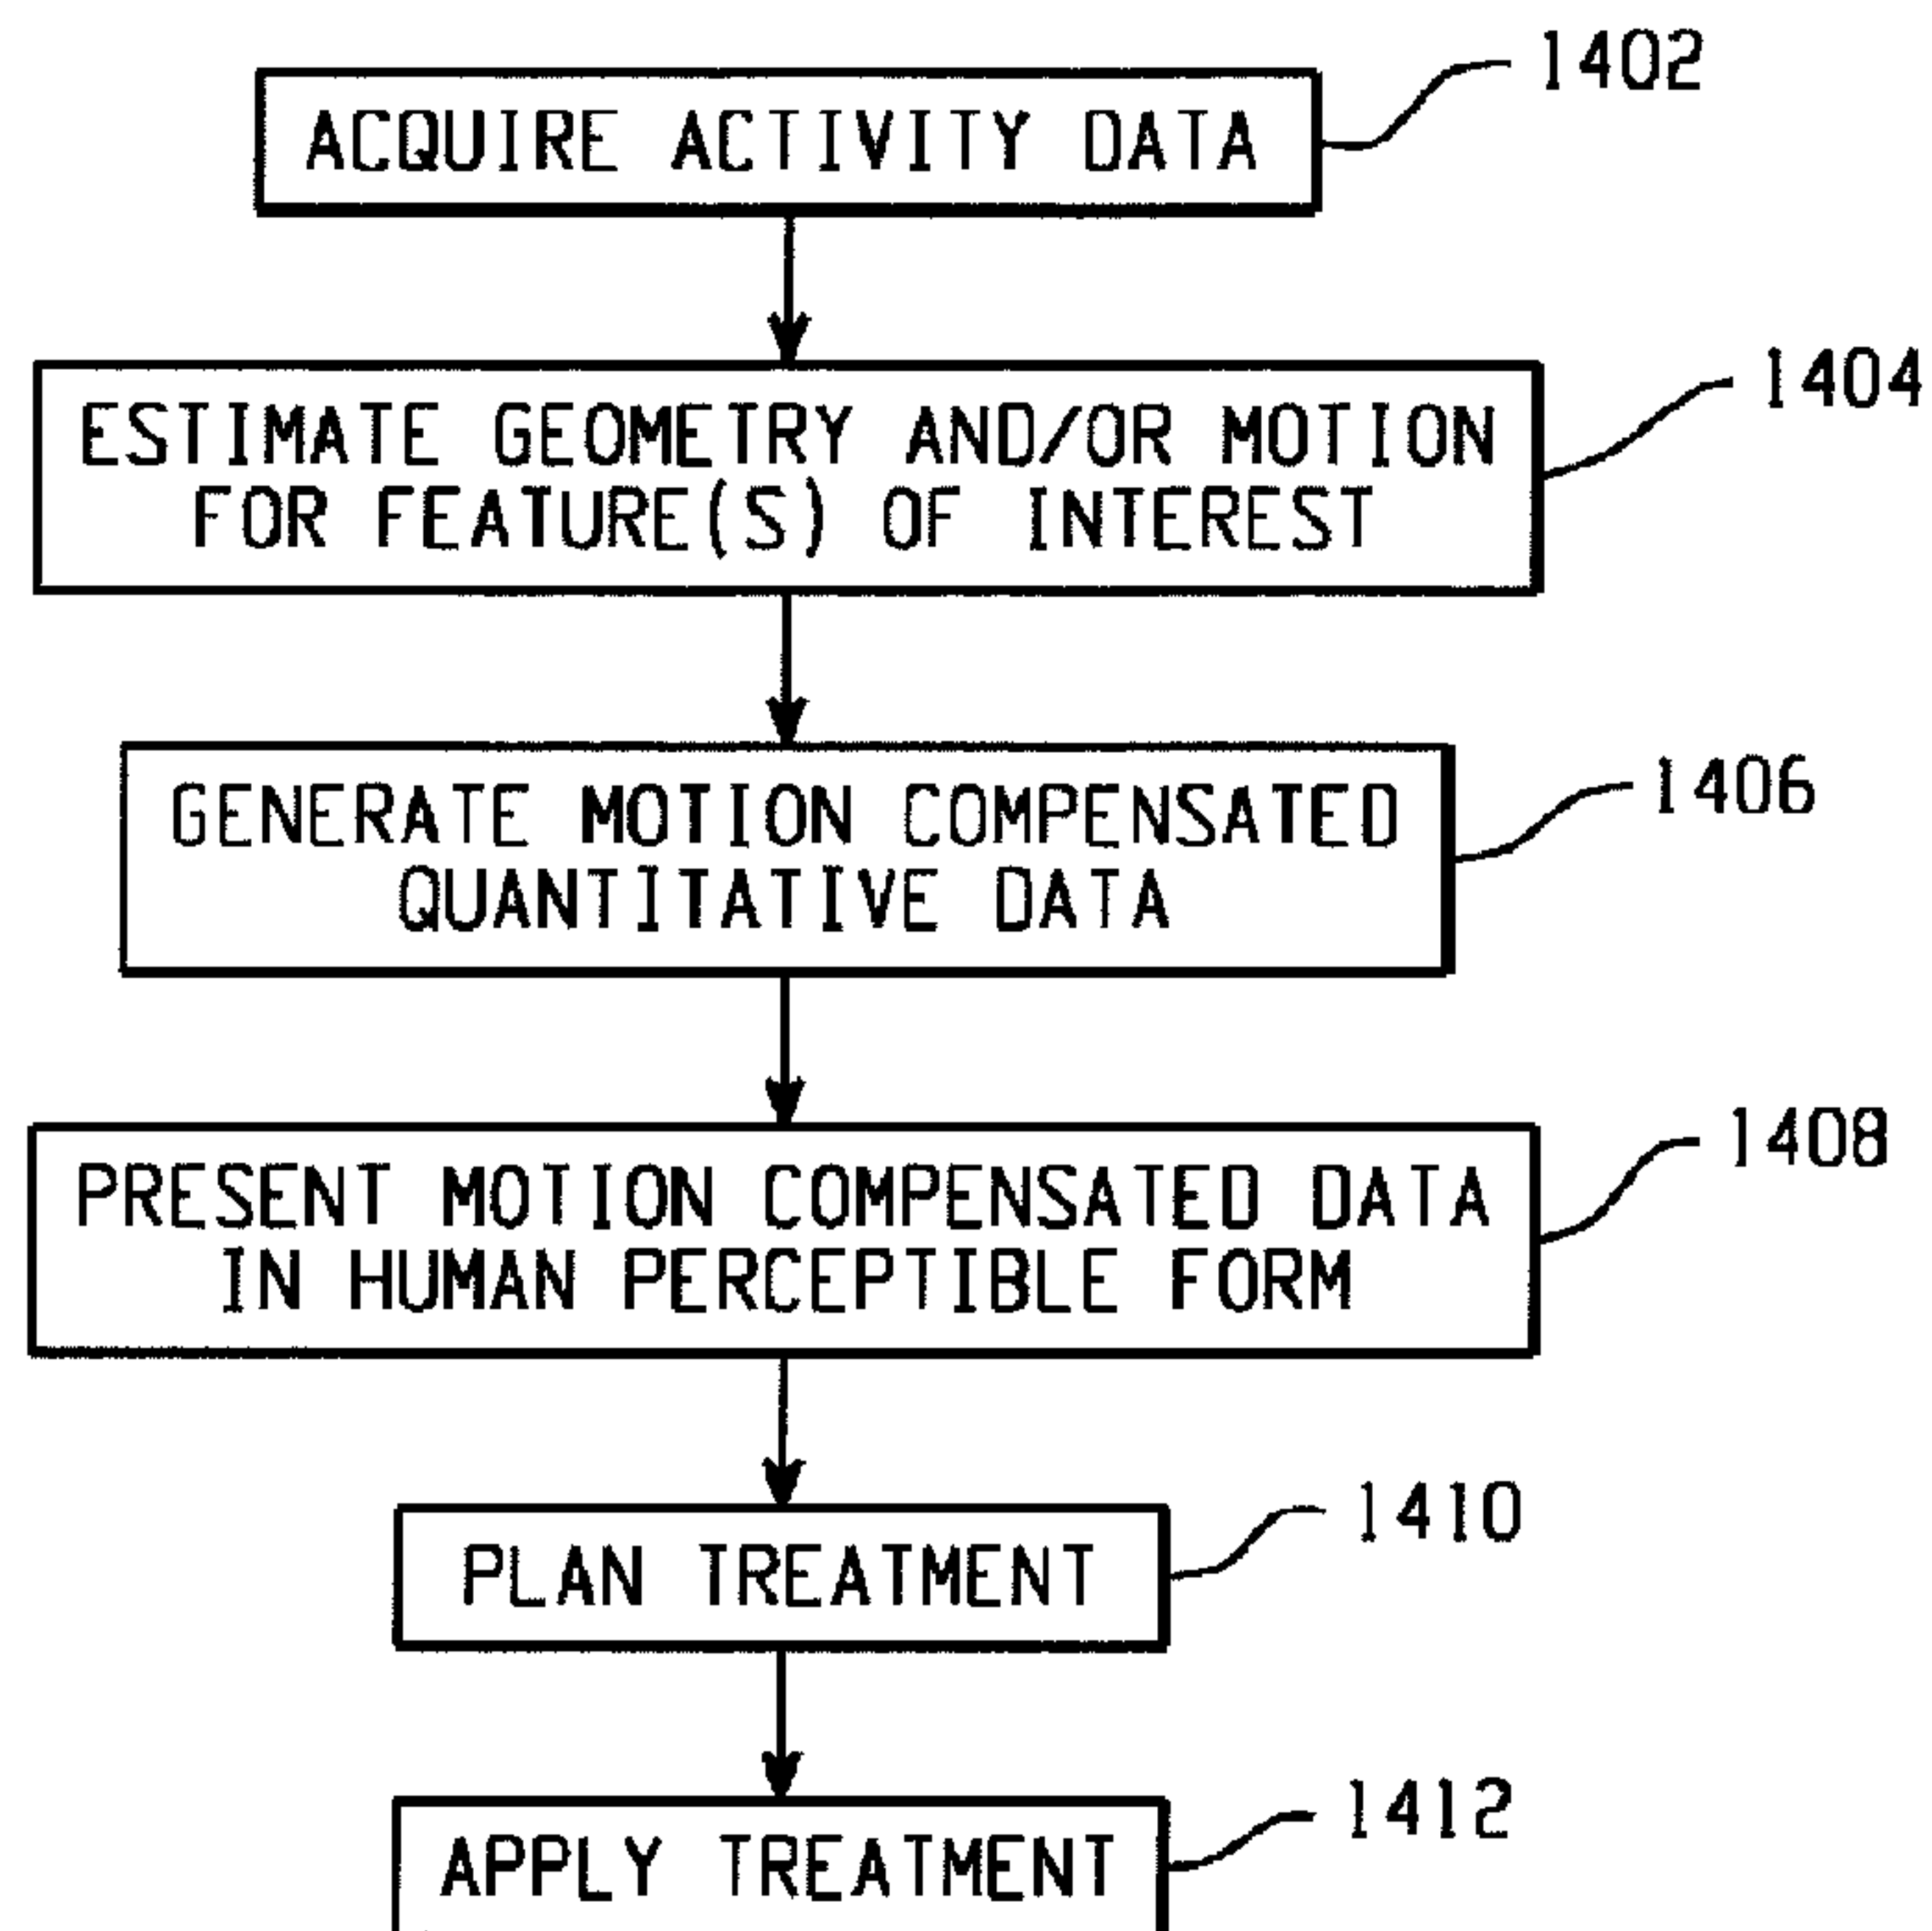 1402
ACQUIRE ACTIVITY DATA
1404
ESTIMATE GEOMETRY AND/OR MOTION
FOR FEATURE(S) OF INTEREST
1406
GENERATE MOTION COMPENSATED
QUANTITATIVE DATA
1408
PRESENT MOTION COMPENSATED DATA
IN HUMAN PERCEPTIBLE FORM
1410
PLAN TREATMENT
1412
APPLY TREATMENT